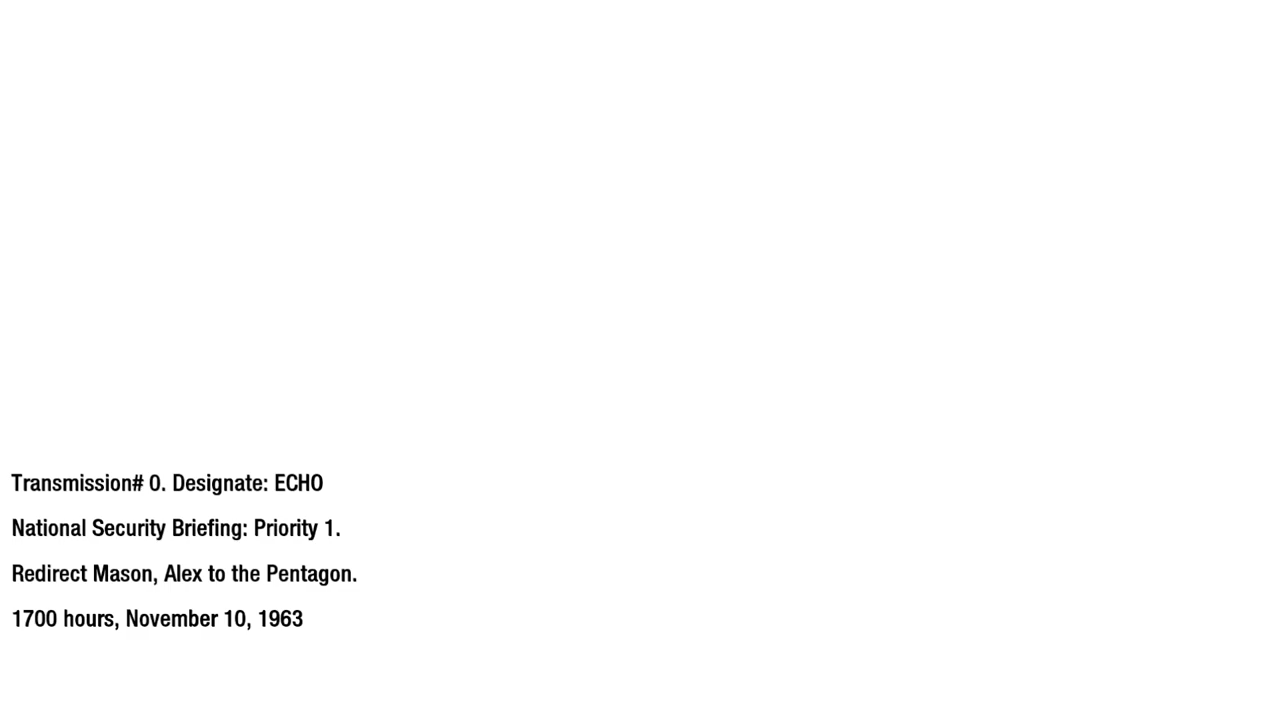 Transmission# 0. Designate: ECHO
National Security Briefing: Priority 1.
Redirect Mason, Alex to the Pentagon.
1700 hours, November 10, 1963